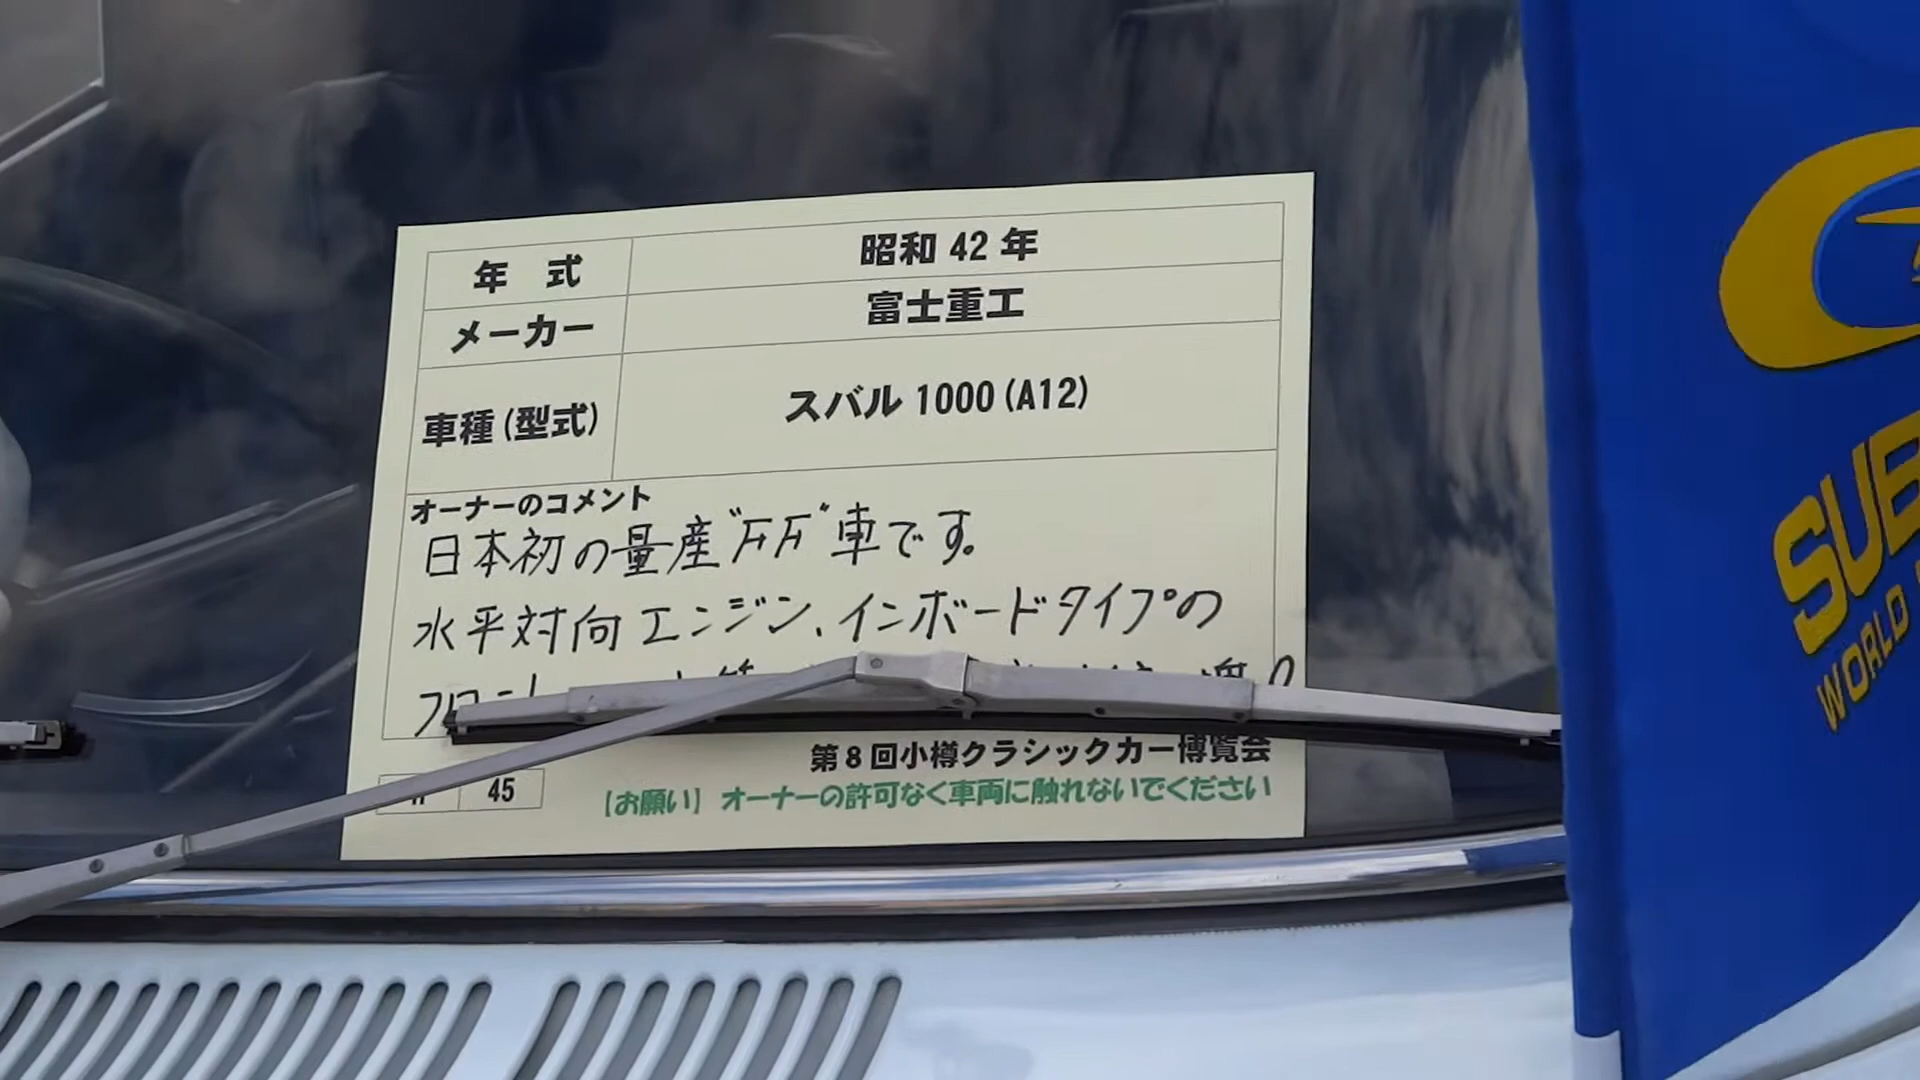 年 式 昭和 42 年
メーカー 富士重工
車種(型式) スバル 1000(A12)
オーナーのコメント
日本初の量産"FF"車です。
水平対向エンジン、インボードタイプの
第8回小樽クラシックカー博覧会
45
【お願い】 オーナーの許可なく車両に触れないでください
WORLD